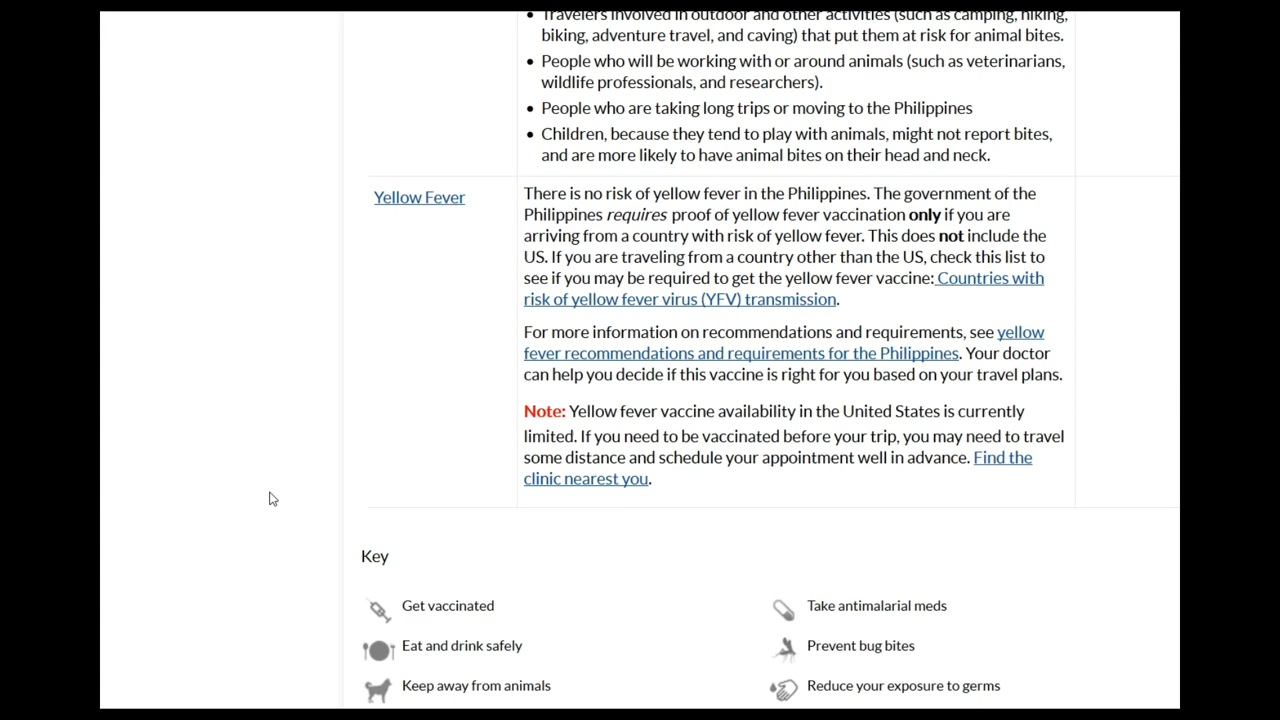 • Travelers involved in outdoor and other activities (such as camping, hiking,
biking, adventure travel, and caving) that put them at risk for animal bites.
• People who will be working with or around animals (such as veterinarians,
wildlife professionals, and researchers).
• People who are taking long trips or moving to the Philippines
• Children, because they tend to play with animals, might not report bites,
and are more likely to have animal bites on their head and neck.
Yellow Fever
There is no risk of yellow fever in the Philippines. The government of the
Philippines requires proof of yellow fever vaccination only if you are
arriving from a country with risk of yellow fever. This does not include the
US. If you are traveling from a country other than the US, check this list to
see if you may be required to get the yellow fever vaccine: Countries with
risk of yellow fever virus (YFV) transmission.
For more information on recommendations and requirements, see yellow
fever recommendations and requirements for the Philippines. Your doctor
can help you decide if this vaccine is right for you based on your travel plans.
Note: Yellow fever vaccine availability in the United States is currently
limited. If you need to be vaccinated before your trip, you may need to travel
some distance and schedule your appointment well in advance. Find the
clinic nearest you.
Key
Get vaccinated
Take antimalarial meds
Eat and drink safely
Prevent bug bites
Keep away from animals
Reduce your exposure to germs